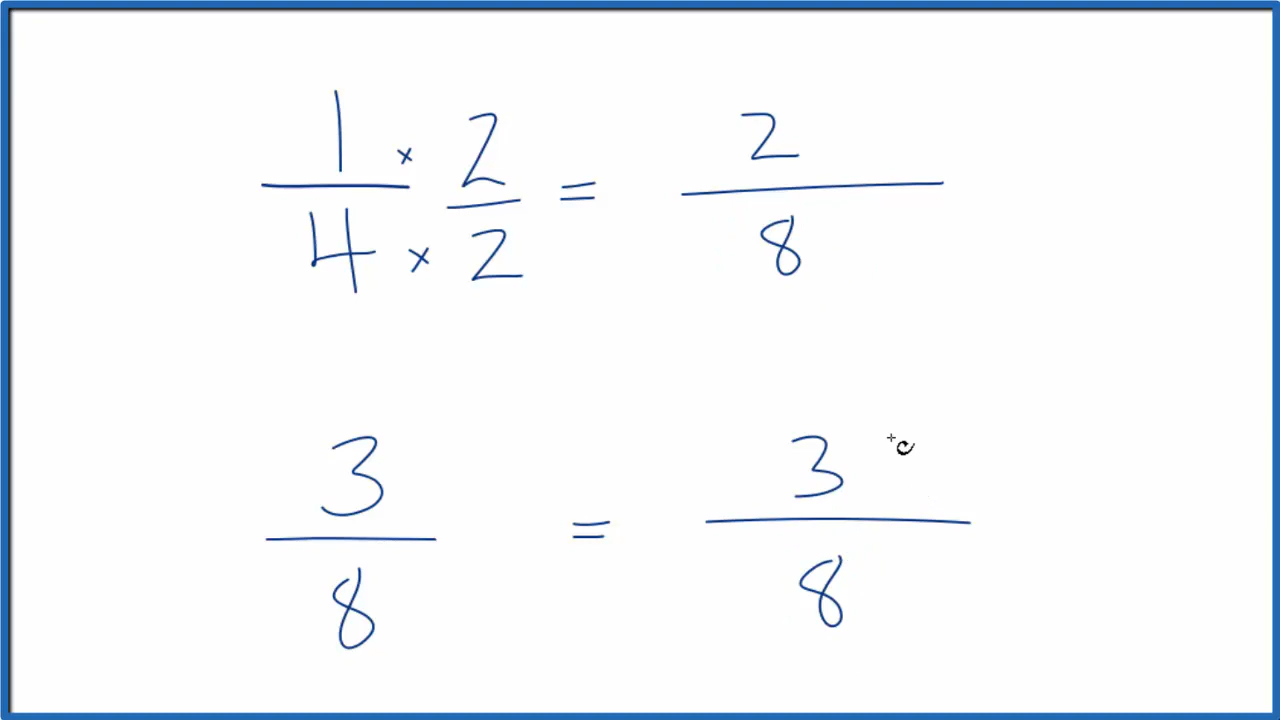 1 × 2 = 2
4 × 2 8
3 = 3
8 8